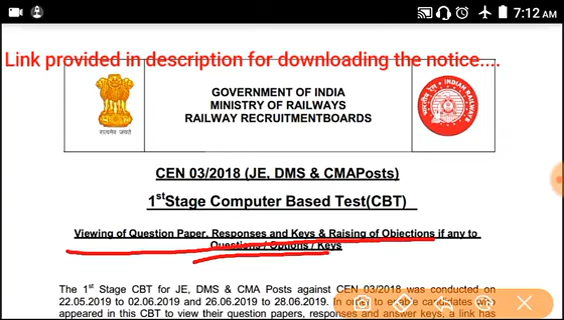 7:12 AM
Link provided in description for downloading the notice....
GOVERNMENT OF INDIA
MINISTRY OF RAILWAYS
RAILWAY RECRUITMENTBOARDS
सत्यमेव जयते
INDIAN RAILWAYS
भारतीय रेल
CEN 03/2018 (JE, DMS & CMAPosts)
1stStage Computer Based Test(CBT)
Viewing of Question Paper, Responses and Keys & Raising of Objections if any to
Questions / Options / Keys
The 1st Stage CBT for JE, DMS & CMA Posts against CEN 03/2018 was conducted on
22.05.2019 to 02.06.2019 and 26.06.2019 to 28.06.2019. In order to candidates
appeared in this CBT to view their question papers, responses and answer keys, a link has